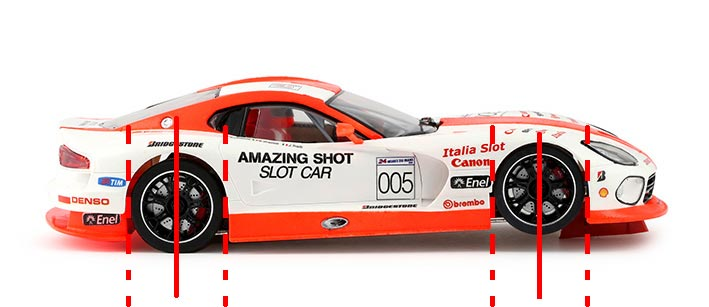 AMAZING SHOT
SLOT CAR
BRIDGESTONE
TIM
DENSO
Enel
005
BRIDGESTONE
Italia Slot
Canon
Enel
brembo